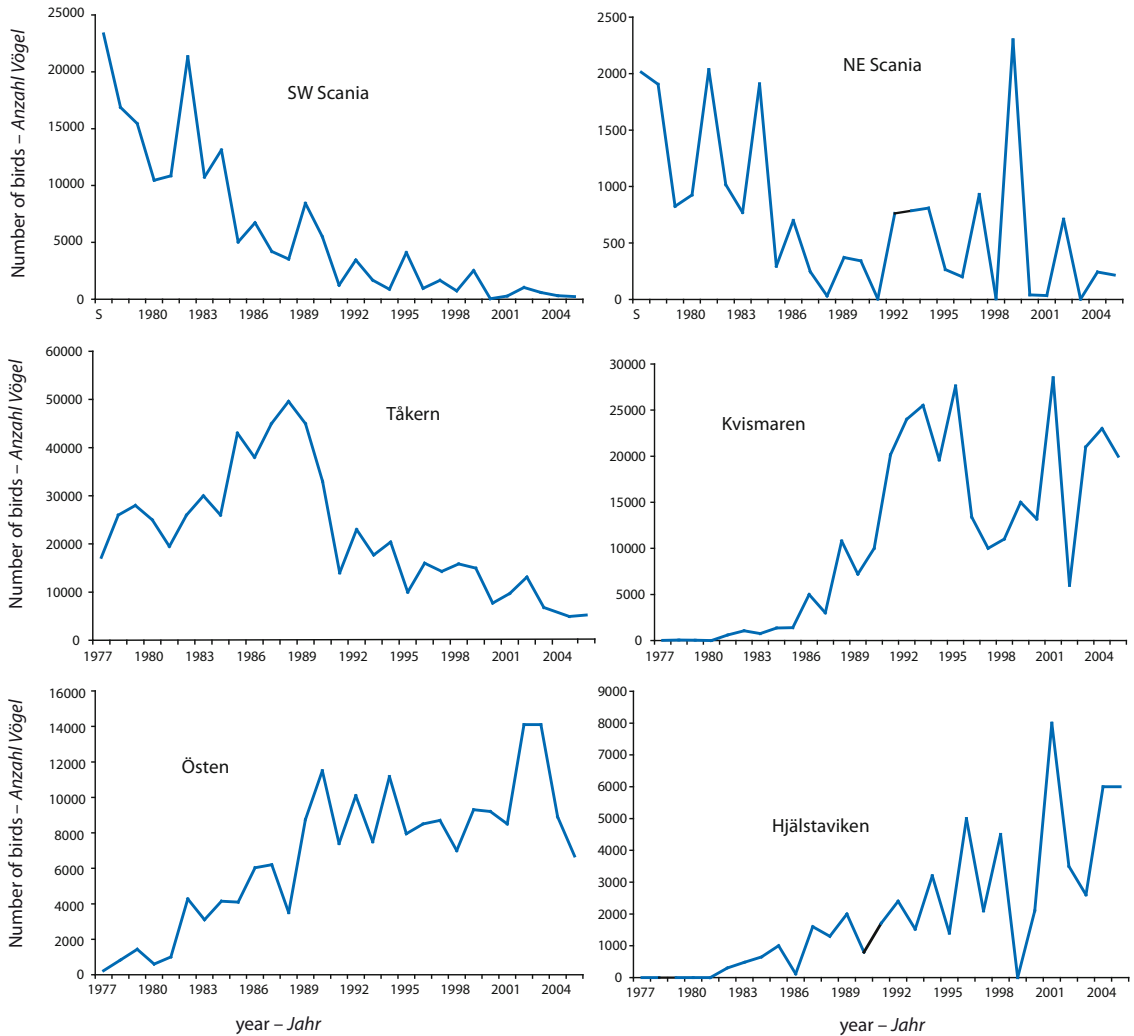 Number of birds – Anzahl Vögel
25000
20000
15000
10000
5000
0
SW Scania
S 1980 1983 1986 1989 1992 1995 1998 2001 2004
2500
2000
1500
1000
500
0
NE Scania
S 1980 1983 1986 1989 1992 1995 1998 2001 2004
Number of birds – Anzahl Vögel
60000
50000
40000
30000
20000
10000
0
Tåkern
1977 1980 1983 1986 1989 1992 1995 1998 2001 2004
30000
25000
20000
15000
10000
5000
0
Kvismaren
1977 1980 1983 1986 1989 1992 1995 1998 2001 2004
Number of birds – Anzahl Vögel
16000
14000
12000
10000
8000
6000
4000
2000
0
Östen
1977 1980 1983 1986 1989 1992 1995 1998 2001 2004
year – Jahr
9000
8000
7000
6000
5000
4000
3000
2000
1000
0
Hjälstaviken
1977 1980 1983 1986 1989 1992 1995 1998 2001 2004
year – Jahr